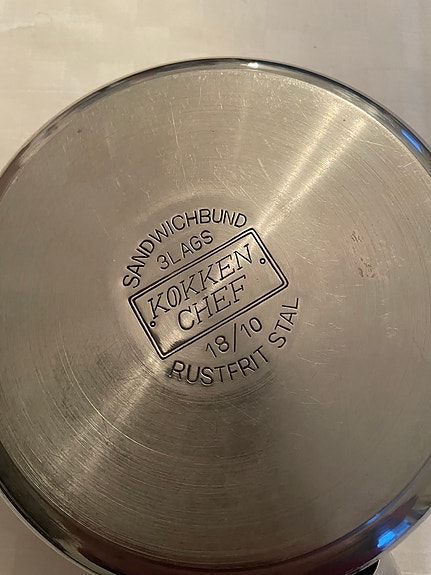 SANDWICHBUND
3LAGS
KØKKEN
CHEF
18/10
RUSTFRIT STAL